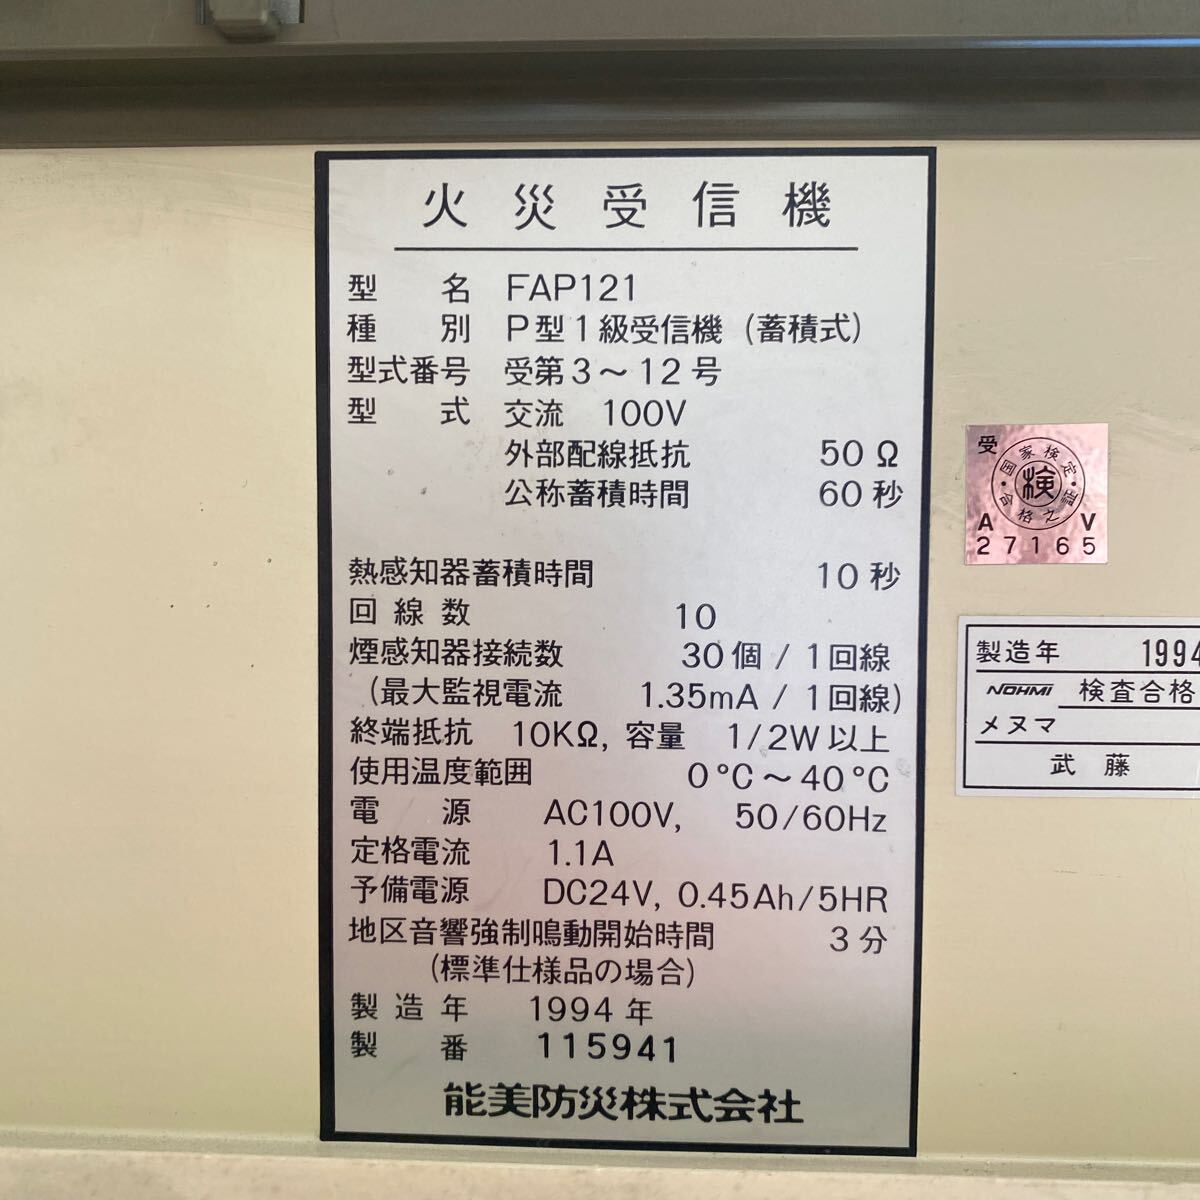 火災受信機
型名 FAP121
種別 P型1級受信機 (蓄積式)
型式番号 受第3～12号
型式 交流 100V
外部配線抵抗 50Ω
公称蓄積時間 60秒
熱感知器蓄積時間 10秒
回線数 10
煙感知器接続数 30個 / 1回線
(最大監視電流 1.35mA / 1回線)
終端抵抗 10KΩ, 容量 1/2W以上
使用温度範囲 0℃～40℃
電源 AC100V, 50/60Hz
定格電流 1.1A
予備電源 DC24V, 0.45Ah/5HR
地区音響強制鳴動開始時間 3分
(標準仕様品の場合)
製造年 1994年
製番 115941
能美防災株式会社
受
国家検定
検
合格之証
A V
27165
製造年 1994
NOHMI 検査合格
メヌマ
武藤